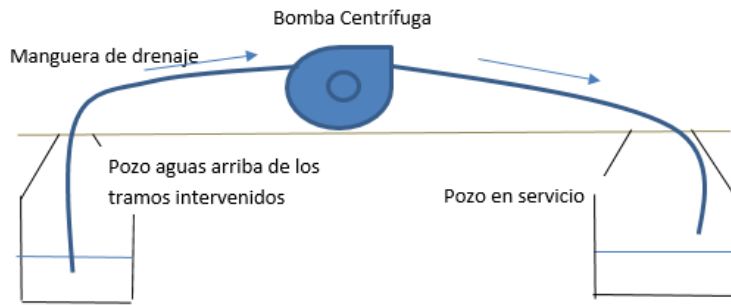 Bomba Centrífuga
Manguera de drenaje
Pozo aguas arriba de los
tramos intervenidos
Pozo en servicio